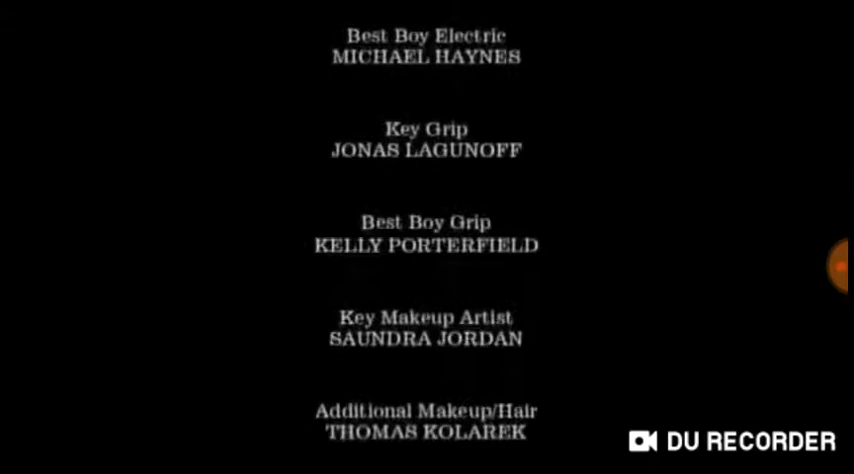 Best Boy Electric
MICHAEL HAYNES
Key Grip
JONAS LAGUNOFF
Best Boy Grip
KELLY PORTERFIELD
Key Makeup Artist
SAUNDRA JORDAN
Additional Makeup/Hair
THOMAS KOLAREK
DU RECORDER